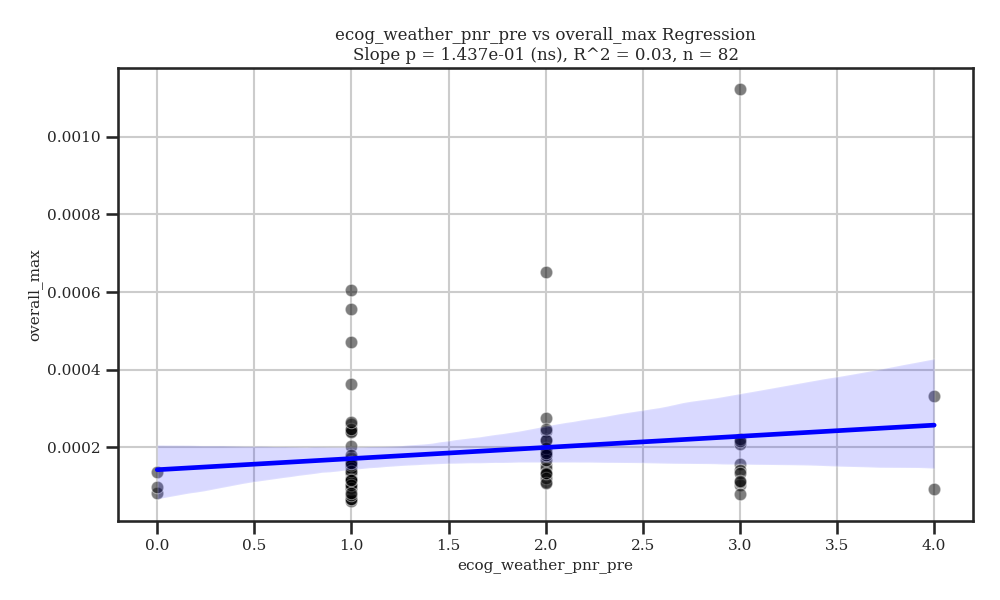 ecog_weather_pnr_pre vs overall_max Regression
Slope p = 1.437e-01 (ns), R^2 = 0.03, n = 82
0.0010
0.0008
0.0006
0.0004
0.0002
overall_max
0.0 0.5 1.0 1.5 2.0 2.5 3.0 3.5 4.0
ecog_weather_pnr_pre